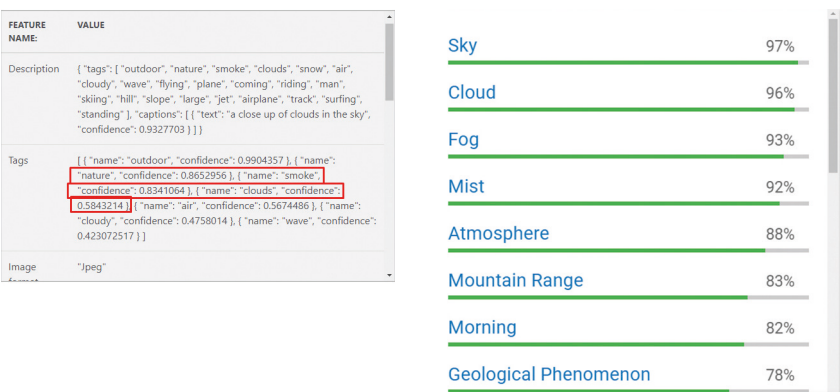 FEATURE NAME: VALUE
Description { "tags": [ "outdoor", "nature", "smoke", "clouds", "snow", "air",
"cloudy", "wave", "flying", "plane", "coming", "riding", "man",
"skiing", "hill", "slope", "large", "jet", "airplane", "track", "surfing",
"standing" ], "captions": [ { "text": "a close up of clouds in the sky",
"confidence": 0.9327703 } ] }
Tags [ { "name": "outdoor", "confidence": 0.9904357 }, { "name":
"nature", "confidence": 0.8652956 }, { "name": "smoke",
"confidence": 0.8341064 }, { "name": "clouds", "confidence":
0.5843214 }, { "name": "air", "confidence": 0.5674486 }, { "name":
"cloudy", "confidence": 0.4758014 }, { "name": "wave", "confidence":
0.423072517 } ]
Image "Jpeg"
format
Sky 97%
Cloud 96%
Fog 93%
Mist 92%
Atmosphere 88%
Mountain Range 83%
Morning 82%
Geological Phenomenon 78%